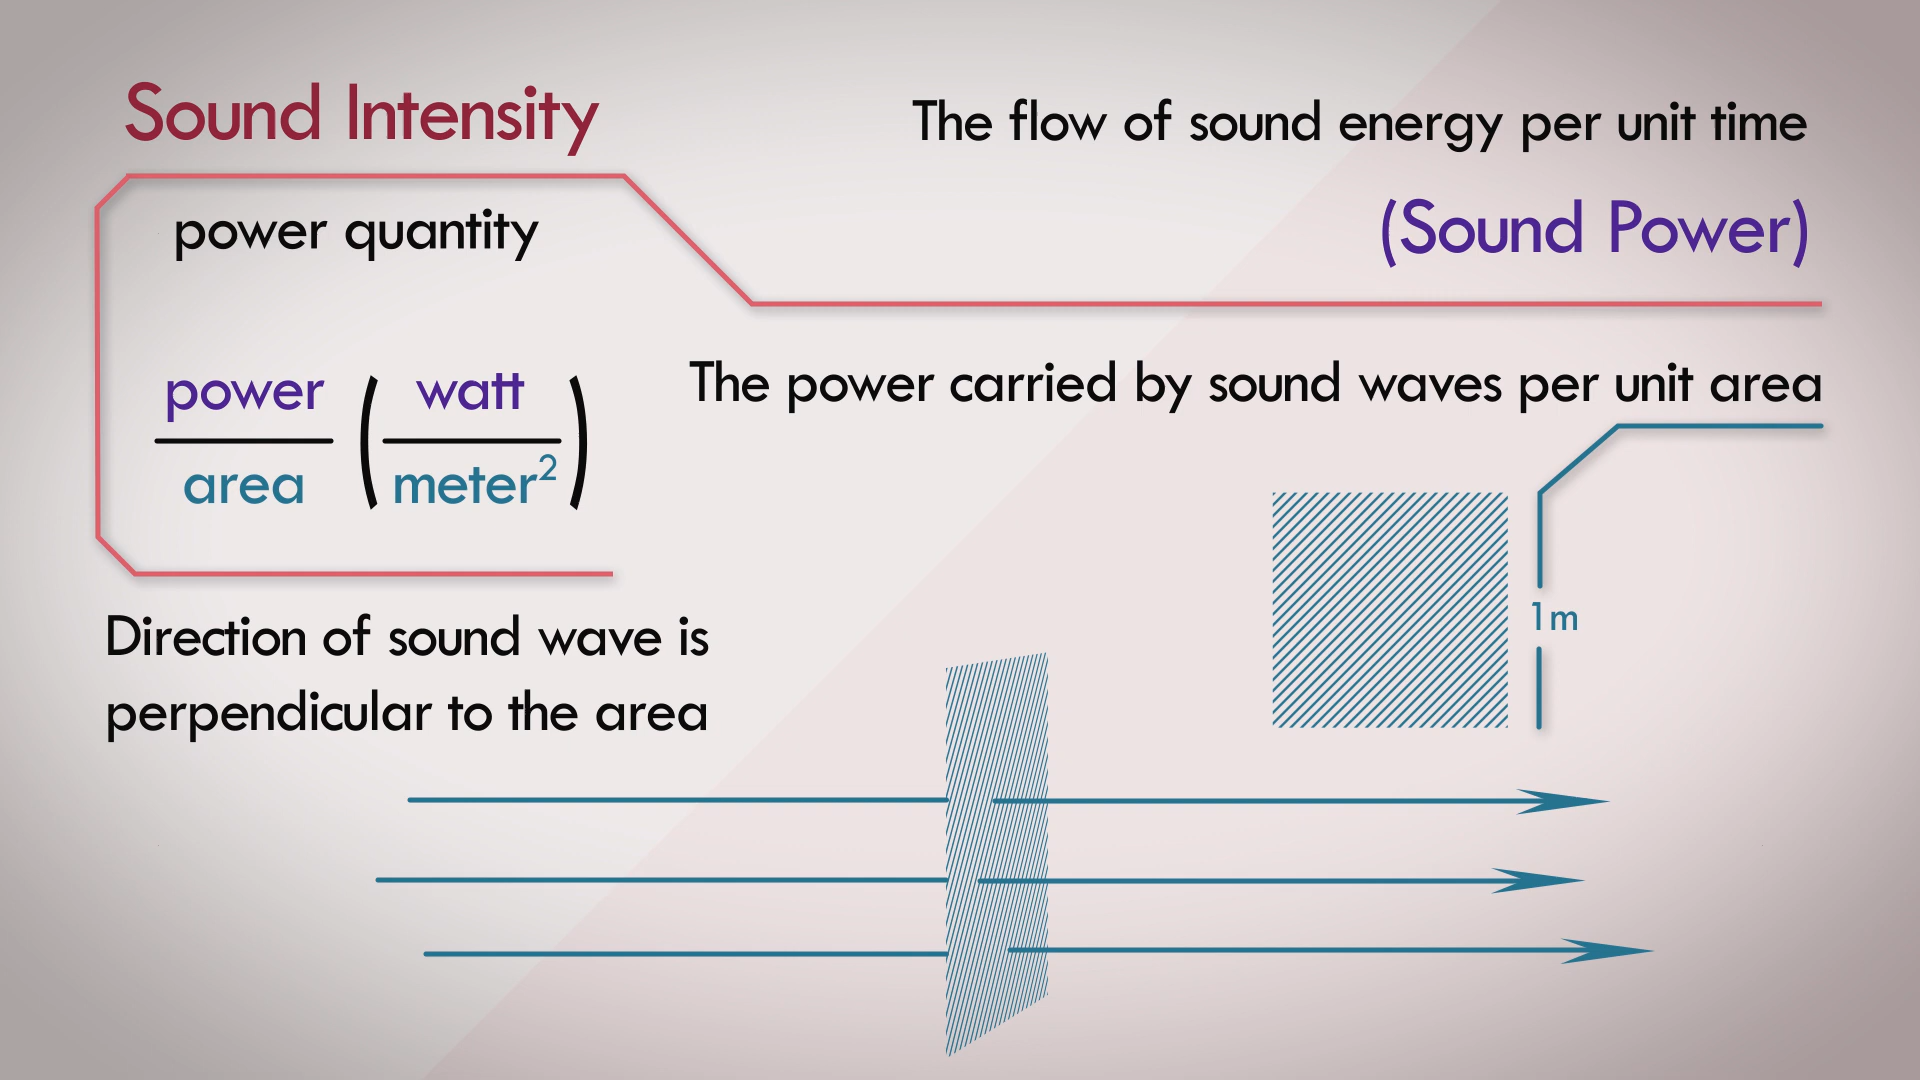 Sound Intensity
The flow of sound energy per unit time
(Sound Power)
power quantity
The power carried by sound waves per unit area
power
area
(watt
meter²)
1m
Direction of sound wave is
perpendicular to the area